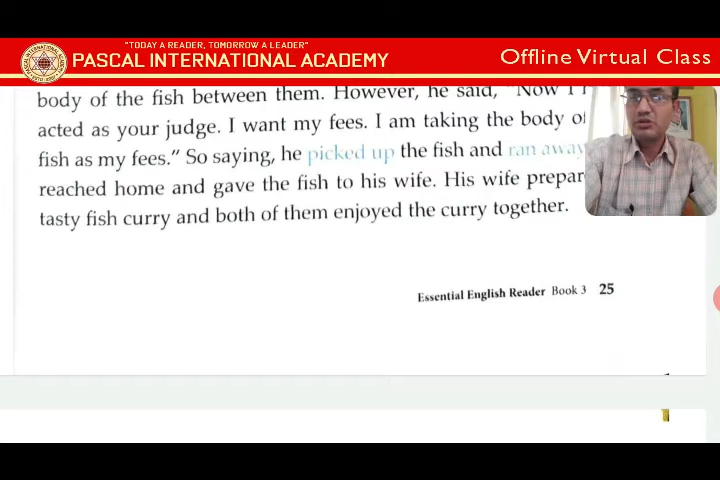 "TODAY A READER, TOMORROW A LEADER"
PASCAL INTERNATIONAL ACADEMY
Offline Virtual Class
body of the fish between them. However, he said, "Now I
acted as your judge. I want my fees. I am taking the body of
fish as my fees." So saying, he picked up the fish and ran away
reached home and gave the fish to his wife. His wife prepar
tasty fish curry and both of them enjoyed the curry together.
Essential English Reader Book 3 25